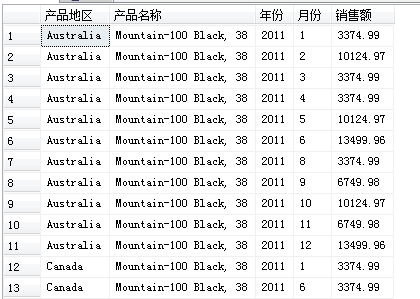 产品地区 产品名称 年份 月份 销售额
1 Australia Mountain-100 Black, 38 2011 1 3374.99
2 Australia Mountain-100 Black, 38 2011 2 10124.97
3 Australia Mountain-100 Black, 38 2011 3 3374.99
4 Australia Mountain-100 Black, 38 2011 4 3374.99
5 Australia Mountain-100 Black, 38 2011 5 10124.97
6 Australia Mountain-100 Black, 38 2011 6 13499.96
7 Australia Mountain-100 Black, 38 2011 8 3374.99
8 Australia Mountain-100 Black, 38 2011 9 6749.98
9 Australia Mountain-100 Black, 38 2011 10 10124.97
10 Australia Mountain-100 Black, 38 2011 11 6749.98
11 Australia Mountain-100 Black, 38 2011 12 13499.96
12 Canada Mountain-100 Black, 38 2011 1 3374.99
13 Canada Mountain-100 Black, 38 2011 6 3374.99